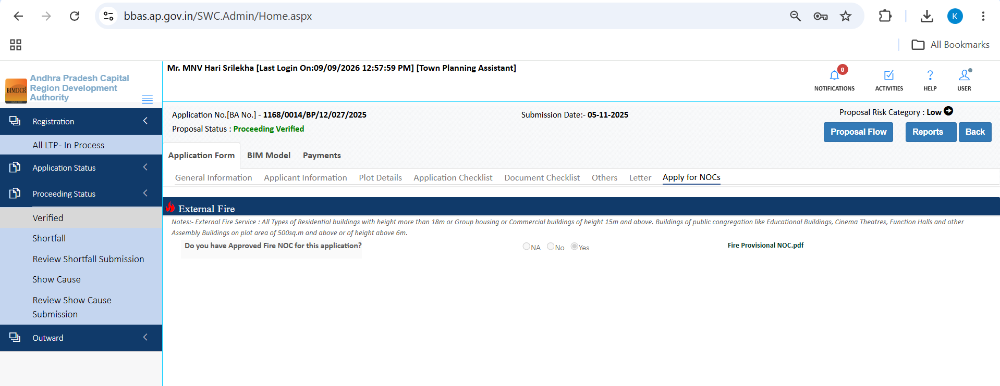 bbas.ap.gov.in/SWC.Admin/Home.aspx
K
All Bookmarks
BIMDCR
Andhra Pradesh Capital
Region Development
Authority
Mr. MNV Hari Srilekha [Last Login On:09/09/2026 12:57:59 PM] [Town Planning Assistant]
0
NOTIFICATIONS
ACTIVITIES
?
HELP
USER
Registration
All LTP- In Process
Application Status
Proceeding Status
Verified
Shortfall
Review Shortfall Submission
Show Cause
Review Show Cause
Submission
Outward
Application No.[BA No.] - 1168/0014/BP/12/027/2025
Submission Date:- 05-11-2025
Proposal Risk Category : Low
Proposal Status : Proceeding Verified
Proposal Flow
Reports
Back
Application Form
BIM Model
Payments
General Information
Applicant Information
Plot Details
Application Checklist
Document Checklist
Others
Letter
Apply for NOCs
External Fire
Notes:- External Fire Service : All Types of Residential buildings with height more than 18m or Group housing or Commercial buildings of height 15m and above. Buildings of public congregation like Educational Buildings, Cinema Theatres, Function Halls and other
Assembly Buildings on plot area of 500sq.m and above or of height above 6m.
Do you have Approved Fire NOC for this application?
NA
No
Yes
Fire Provisional NOC.pdf